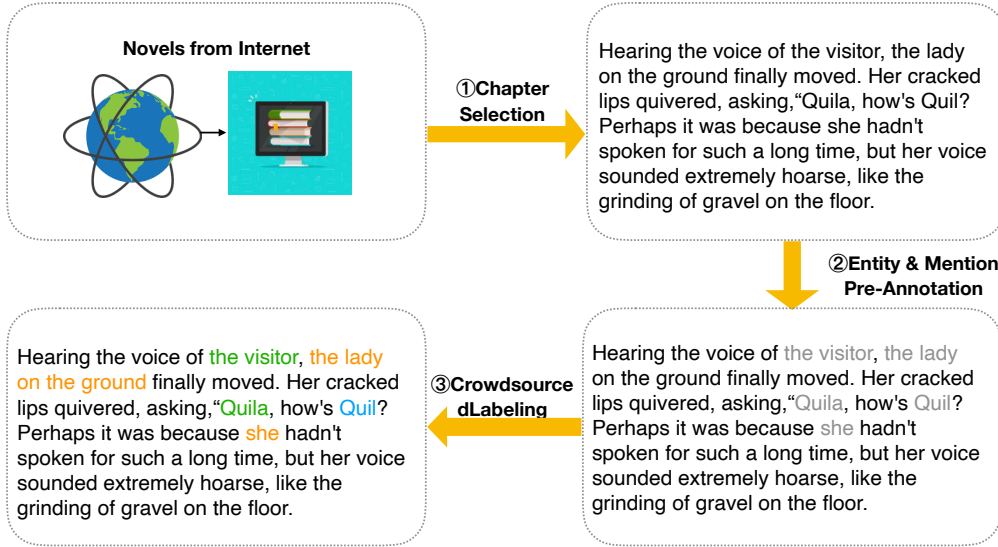 Novels from Internet
①Chapter
Selection
Hearing the voice of the visitor, the lady
on the ground finally moved. Her cracked
lips quivered, asking,“Quila, how's Quil?
Perhaps it was because she hadn't
spoken for such a long time, but her voice
sounded extremely hoarse, like the
grinding of gravel on the floor.
②Entity & Mention
Pre-Annotation
Hearing the voice of the visitor, the lady
on the ground finally moved. Her cracked
lips quivered, asking,“Quila, how's Quil?
Perhaps it was because she hadn't
spoken for such a long time, but her voice
sounded extremely hoarse, like the
grinding of gravel on the floor.
③Crowdsource
dLabeling
Hearing the voice of the visitor, the lady
on the ground finally moved. Her cracked
lips quivered, asking,“Quila, how's Quil?
Perhaps it was because she hadn't
spoken for such a long time, but her voice
sounded extremely hoarse, like the
grinding of gravel on the floor.